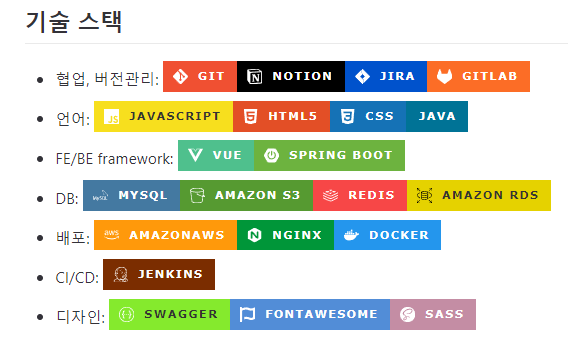 기술 스택
협업, 버전관리: GIT NOTION JIRA GITLAB
언어: JAVASCRIPT HTML5 CSS JAVA
FE/BE framework: VUE SPRING BOOT
DB: MYSQL AMAZON S3 REDIS AMAZON RDS
배포: AMAZONAWS NGINX DOCKER
CI/CD: JENKINS
디자인: SWAGGER FONTAWESOME SASS